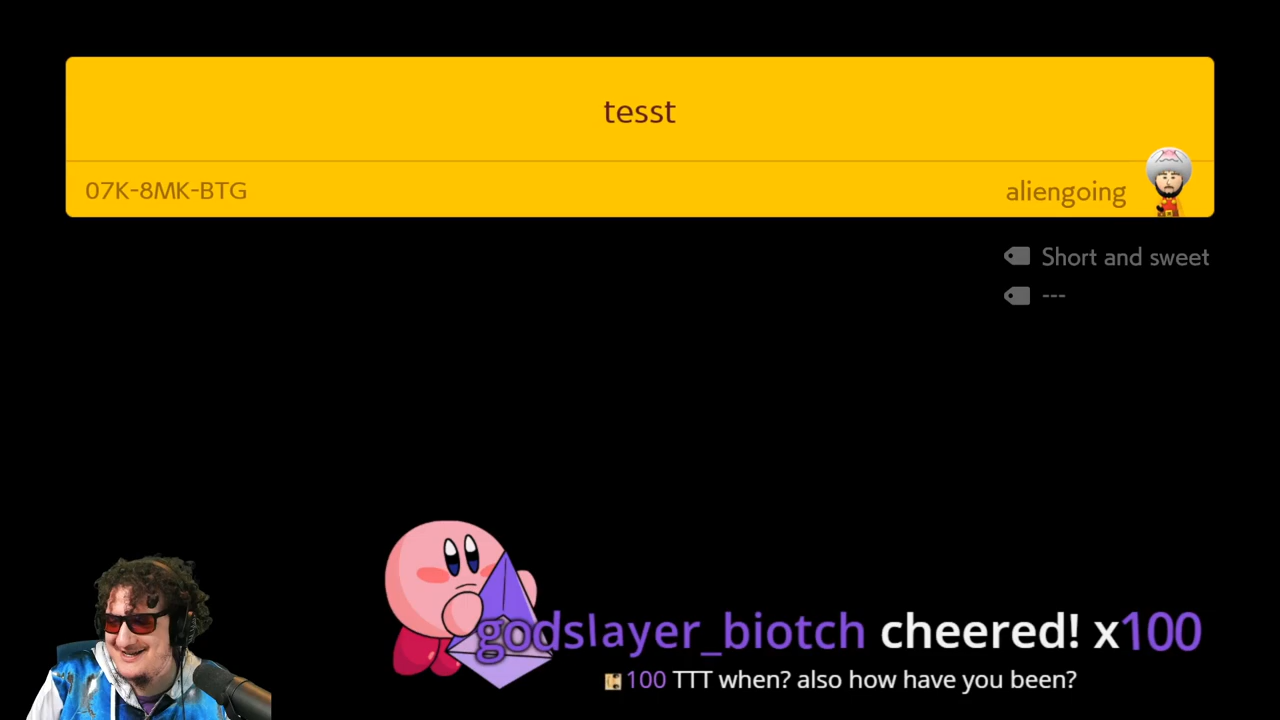 tesst
07K-8MK-BTG
aliengoing
Short and sweet
---
godslayer_biotch cheered! x100
100 TTT when? also how have you been?